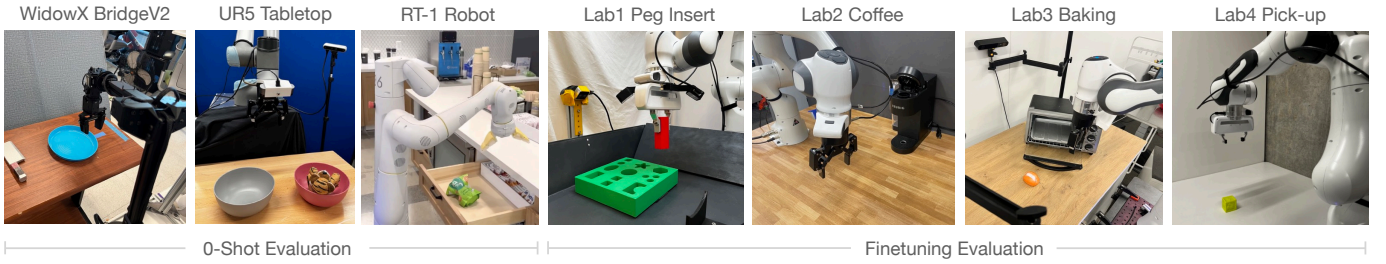 WidowX BridgeV2
UR5 Tabletop
RT-1 Robot
Lab1 Peg Insert
Lab2 Coffee
Lab3 Baking
Lab4 Pick-up
6
0-Shot Evaluation
Finetuning Evaluation